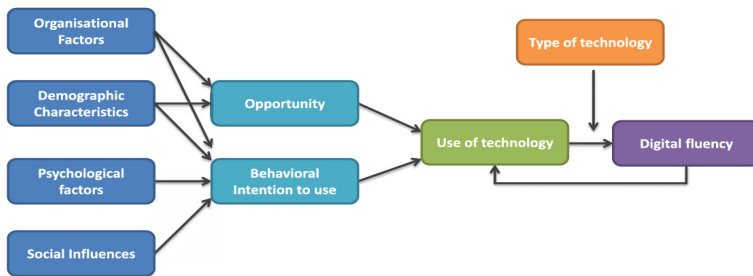 Organisational
Factors
Demographic
Characteristics
Psychological
factors
Social Influences
Opportunity
Behavioral
Intention to use
Use of technology
Type of technology
Digital fluency